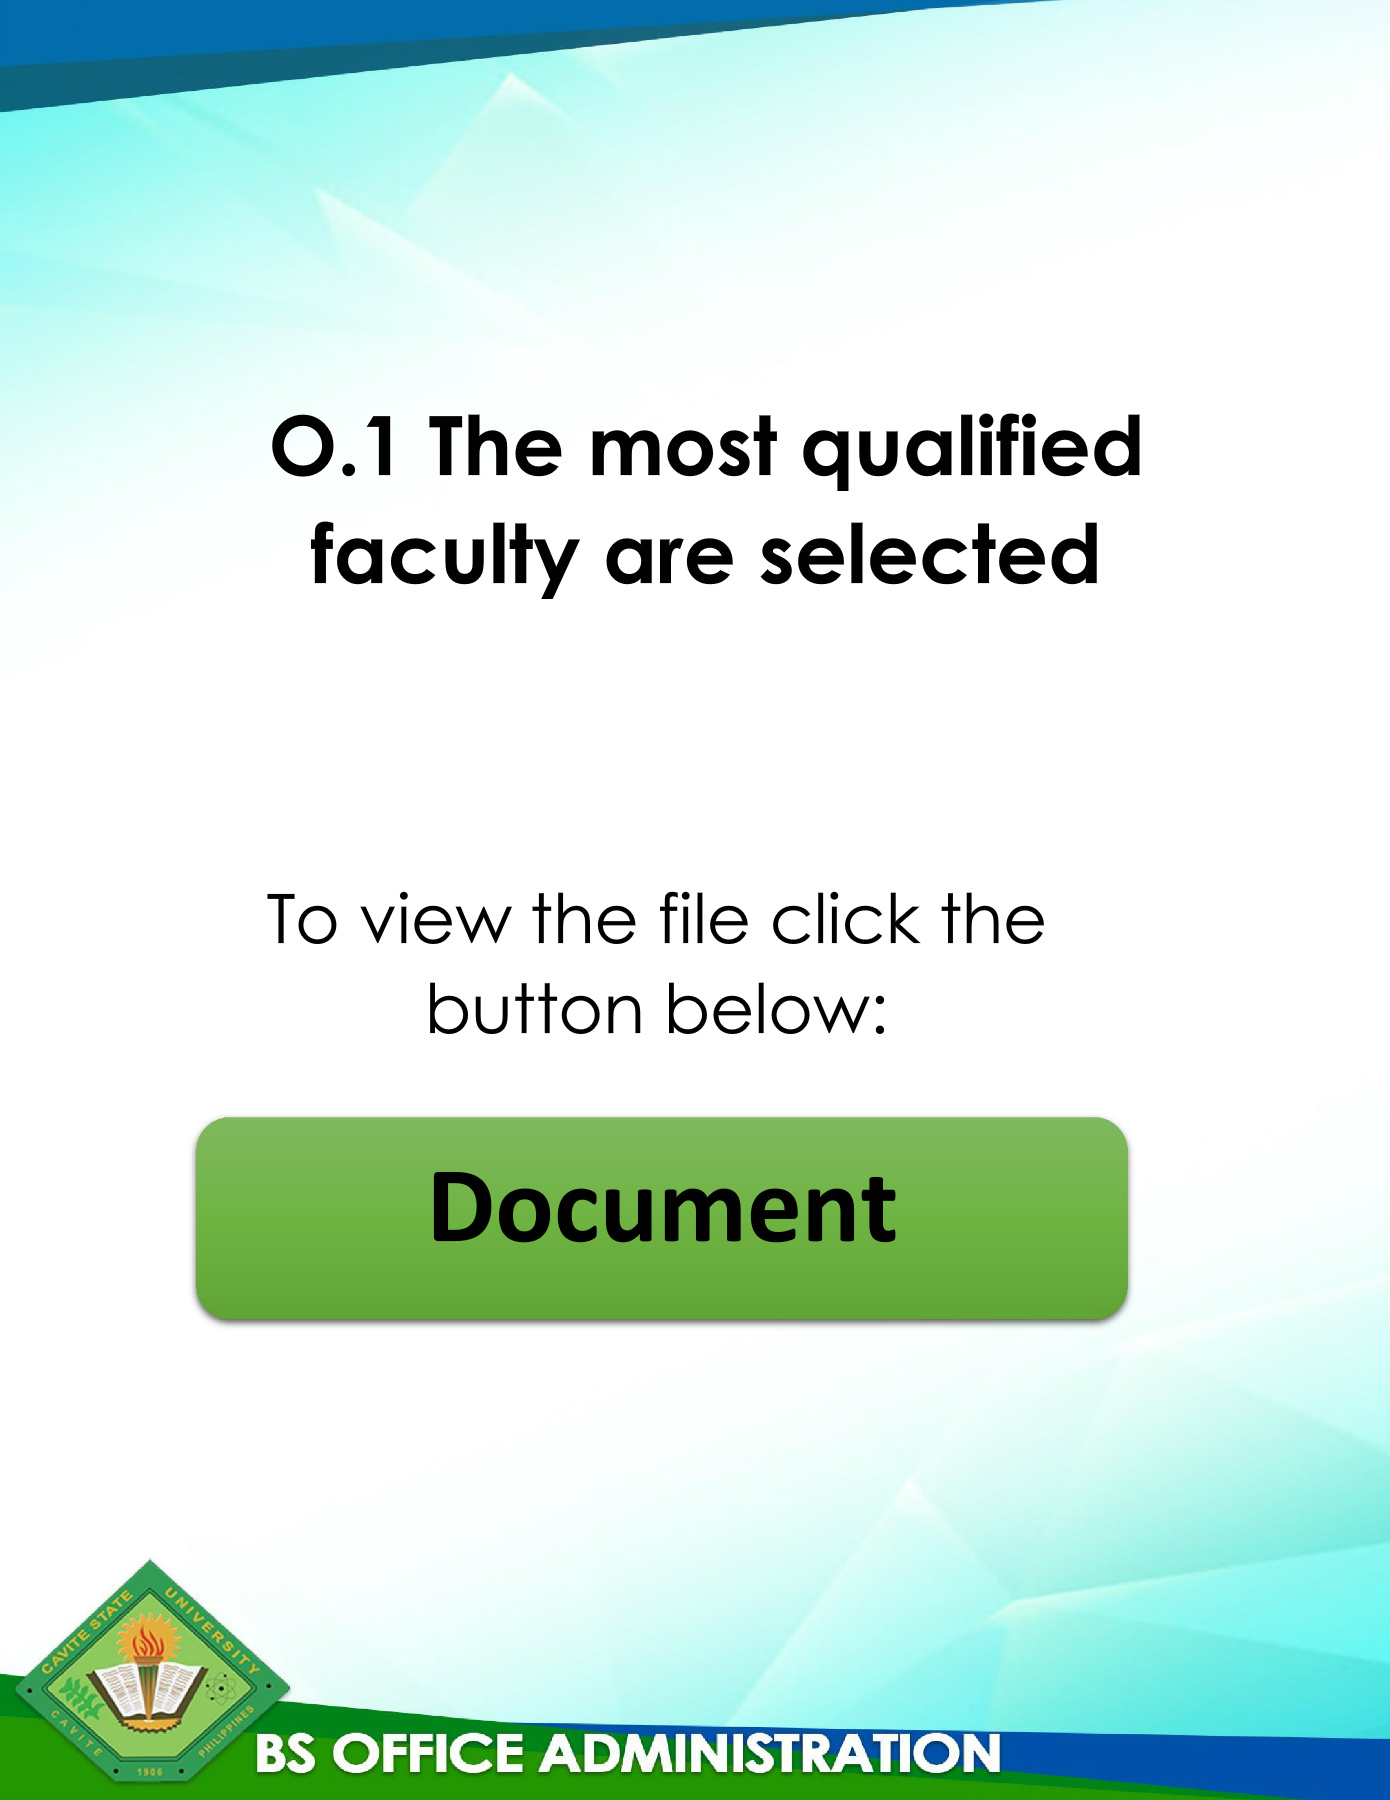 O.1 The most qualified
faculty are selected
To view the file click the
button below:
Document
CAVITE STATE UNIVERSITY
CAVITE
PHILIPPINES
1906
BS OFFICE ADMINISTRATION